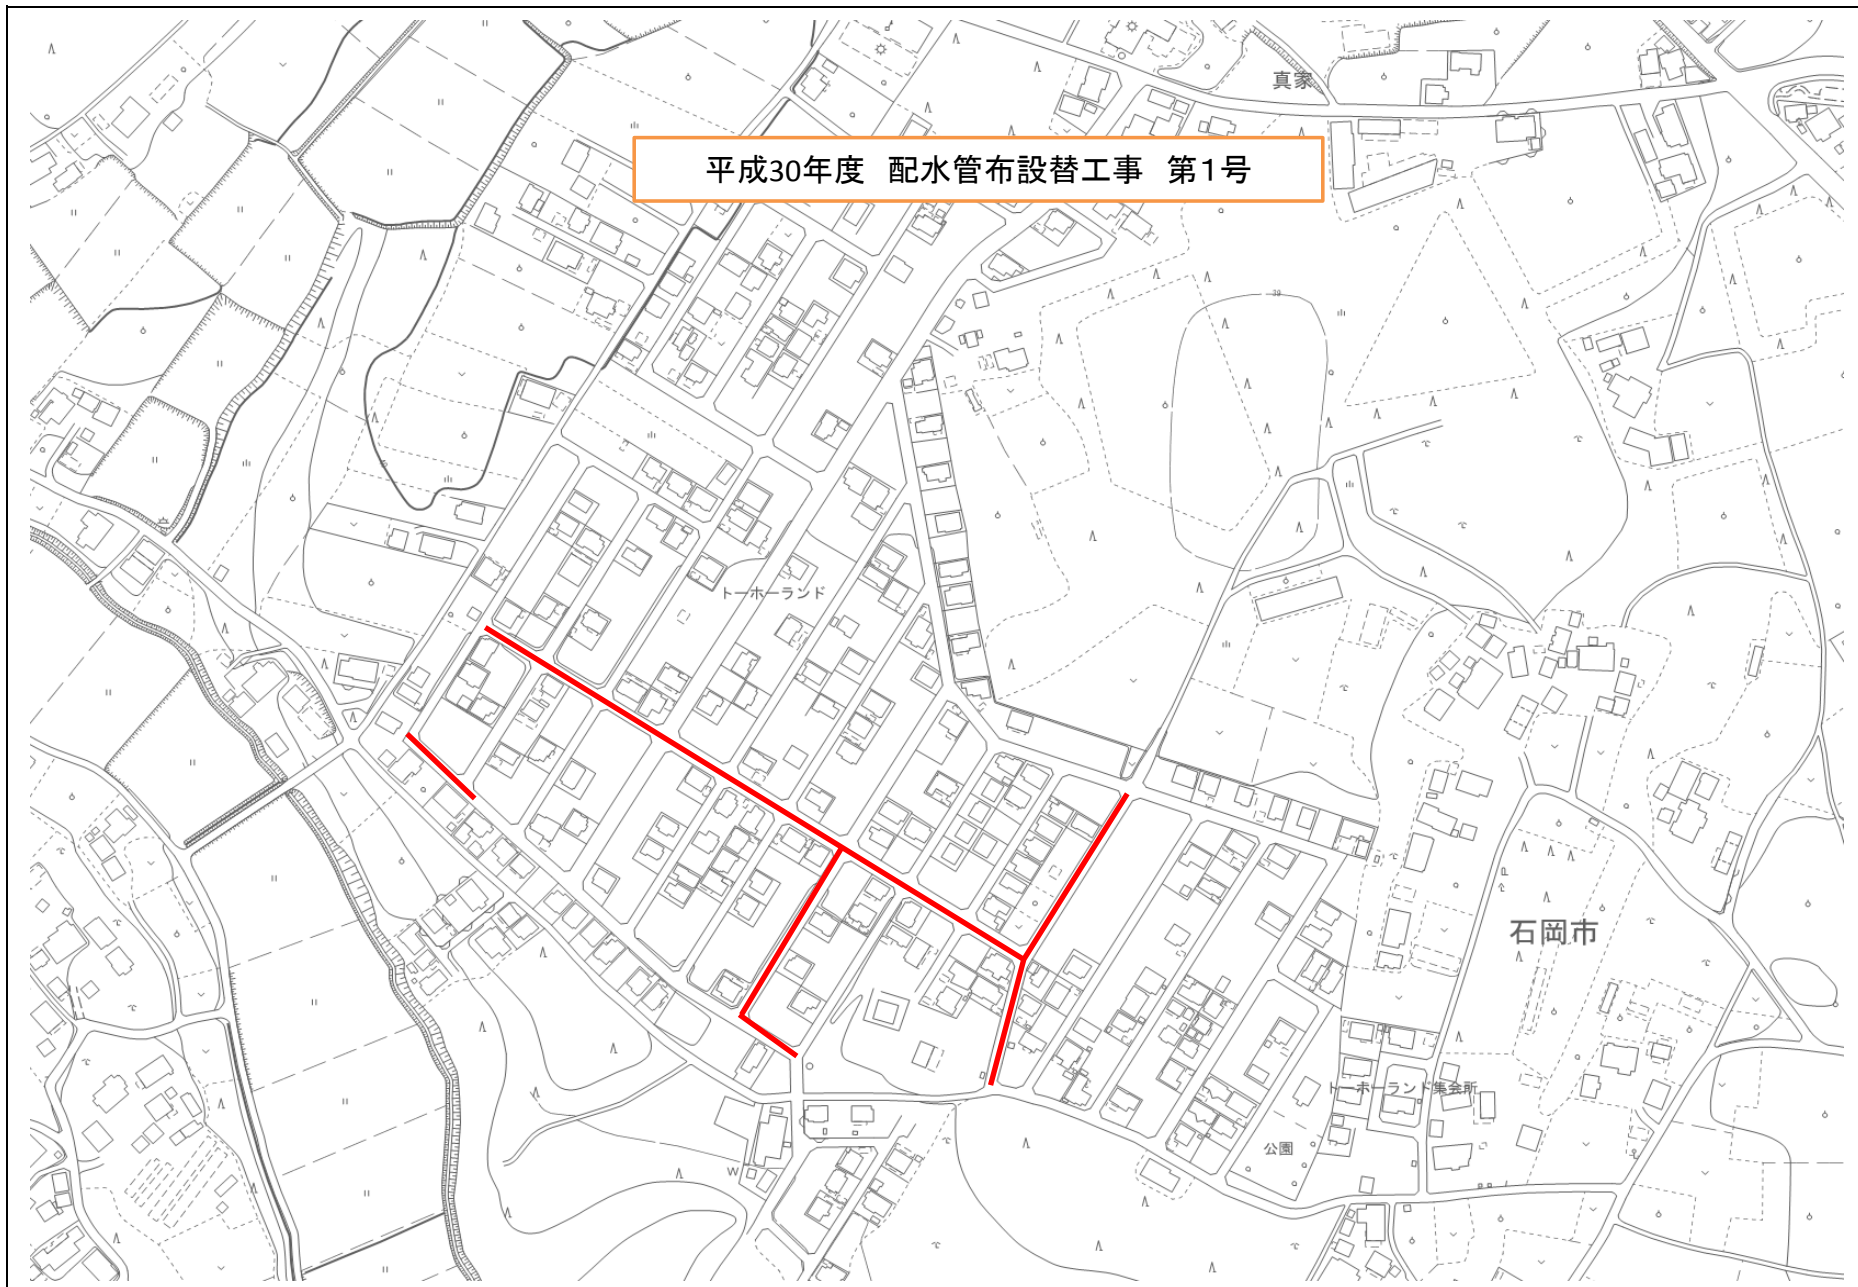 真家
平成30年度 配水管布設替工事 第1号
39
トーホーランド
石岡市
トーホーランド集会所
公園
W